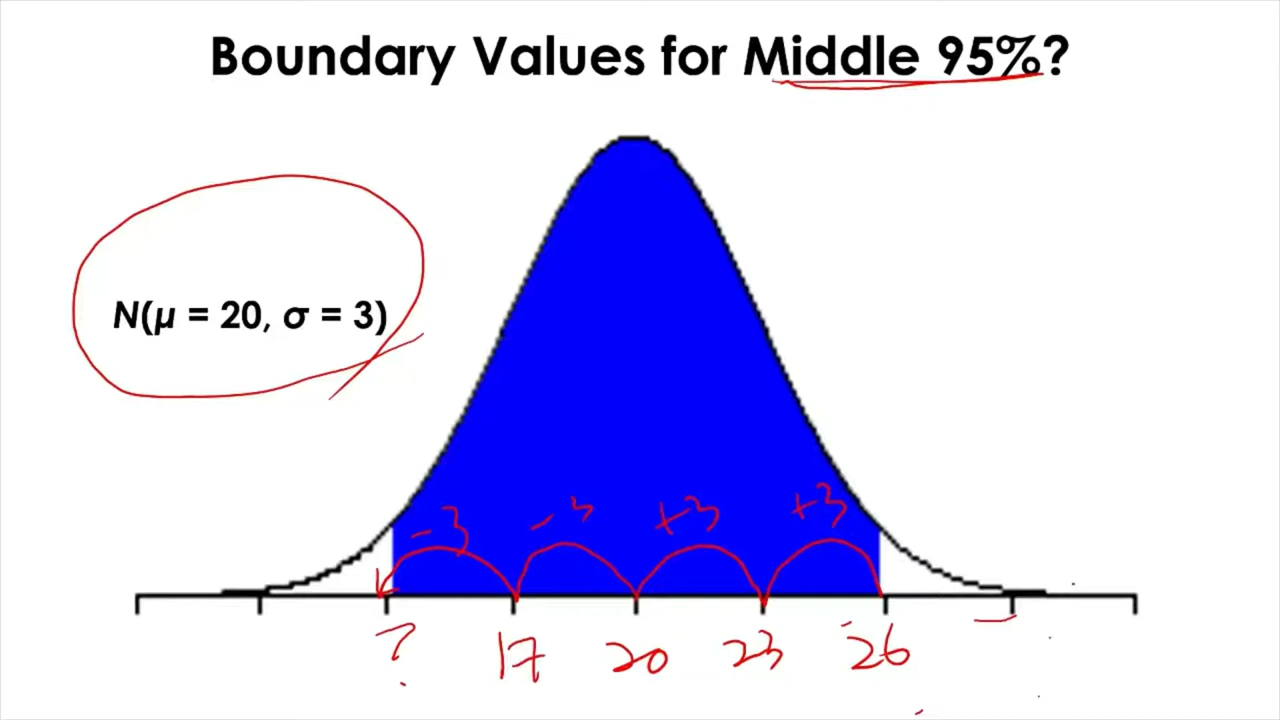 Boundary Values for Middle 95%?
N(μ = 20, σ = 3)
-3 -3 +3 +3
? 17 20 23 26